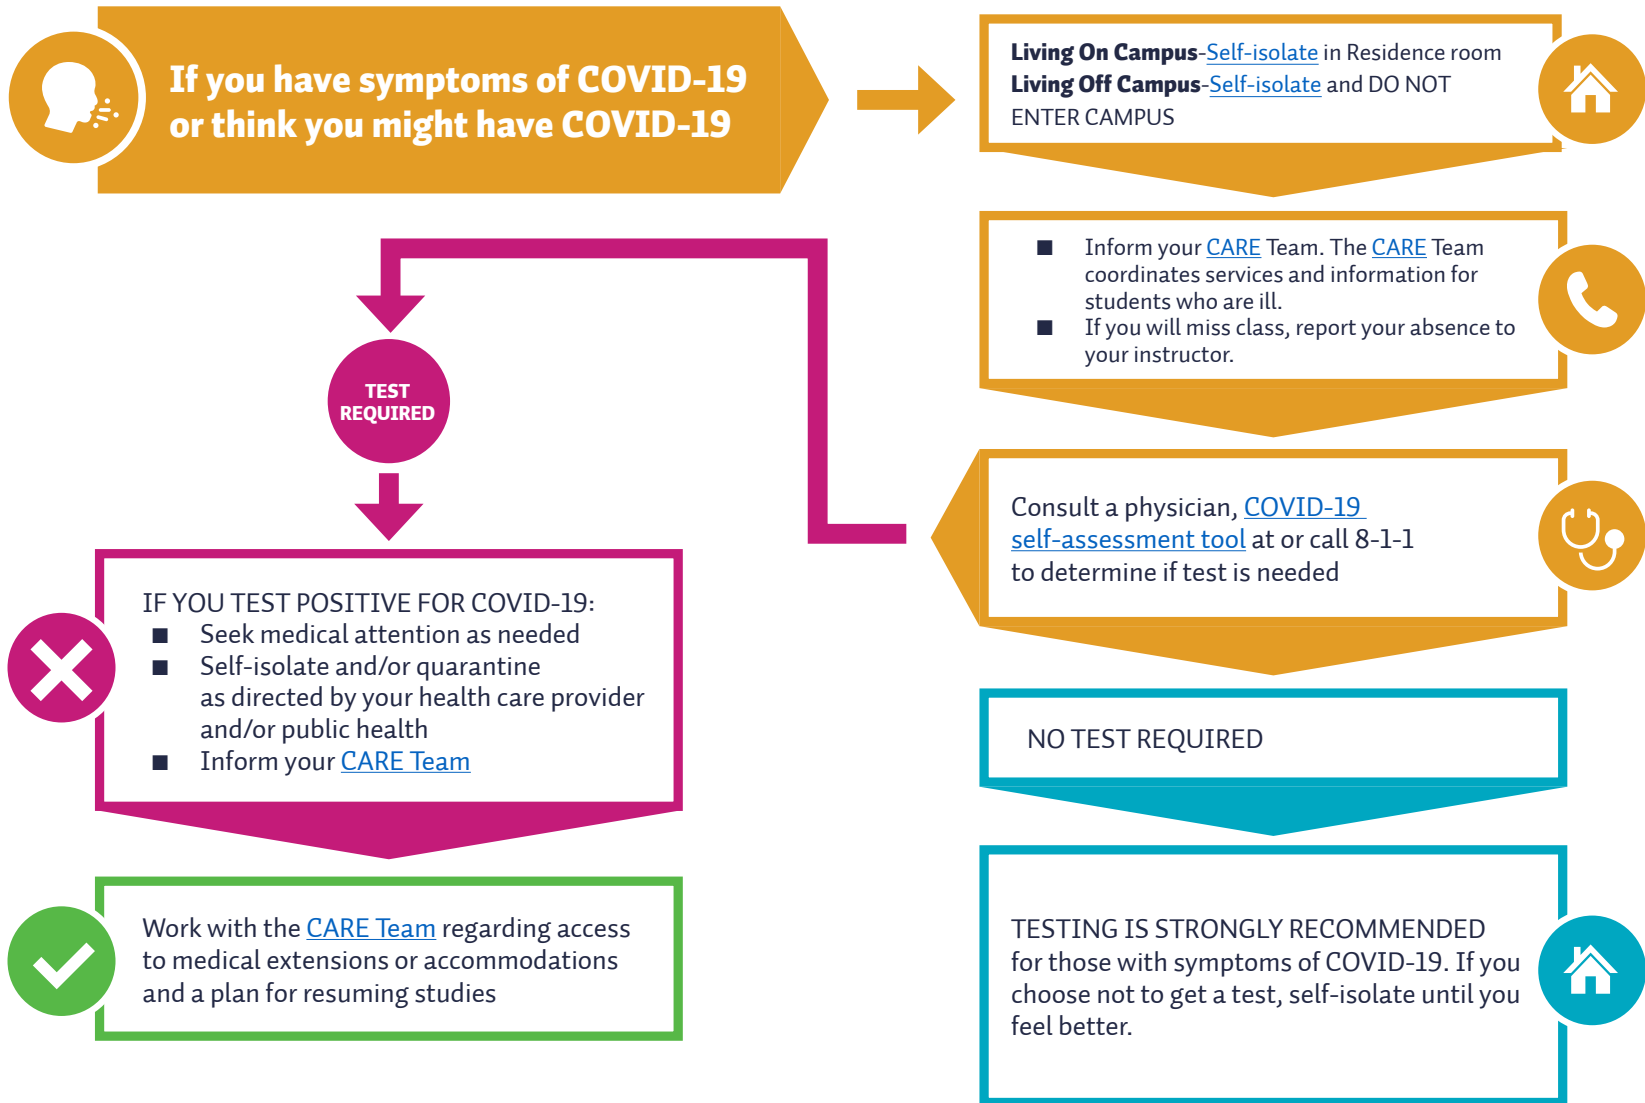 If you have symptoms of COVID-19
or think you might have COVID-19
Living On Campus-Self-isolate in Residence room
Living Off Campus-Self-isolate and DO NOT
ENTER CAMPUS
■ Inform your CARE Team. The CARE Team
coordinates services and information for
students who are ill.
■ If you will miss class, report your absence to
your instructor.
Consult a physician, COVID-19
self-assessment tool at or call 8-1-1
to determine if test is needed
TEST
REQUIRED
IF YOU TEST POSITIVE FOR COVID-19:
■ Seek medical attention as needed
■ Self-isolate and/or quarantine
as directed by your health care provider
and/or public health
■ Inform your CARE Team
Work with the CARE Team regarding access
to medical extensions or accommodations
and a plan for resuming studies
NO TEST REQUIRED
TESTING IS STRONGLY RECOMMENDED
for those with symptoms of COVID-19. If you
choose not to get a test, self-isolate until you
feel better.